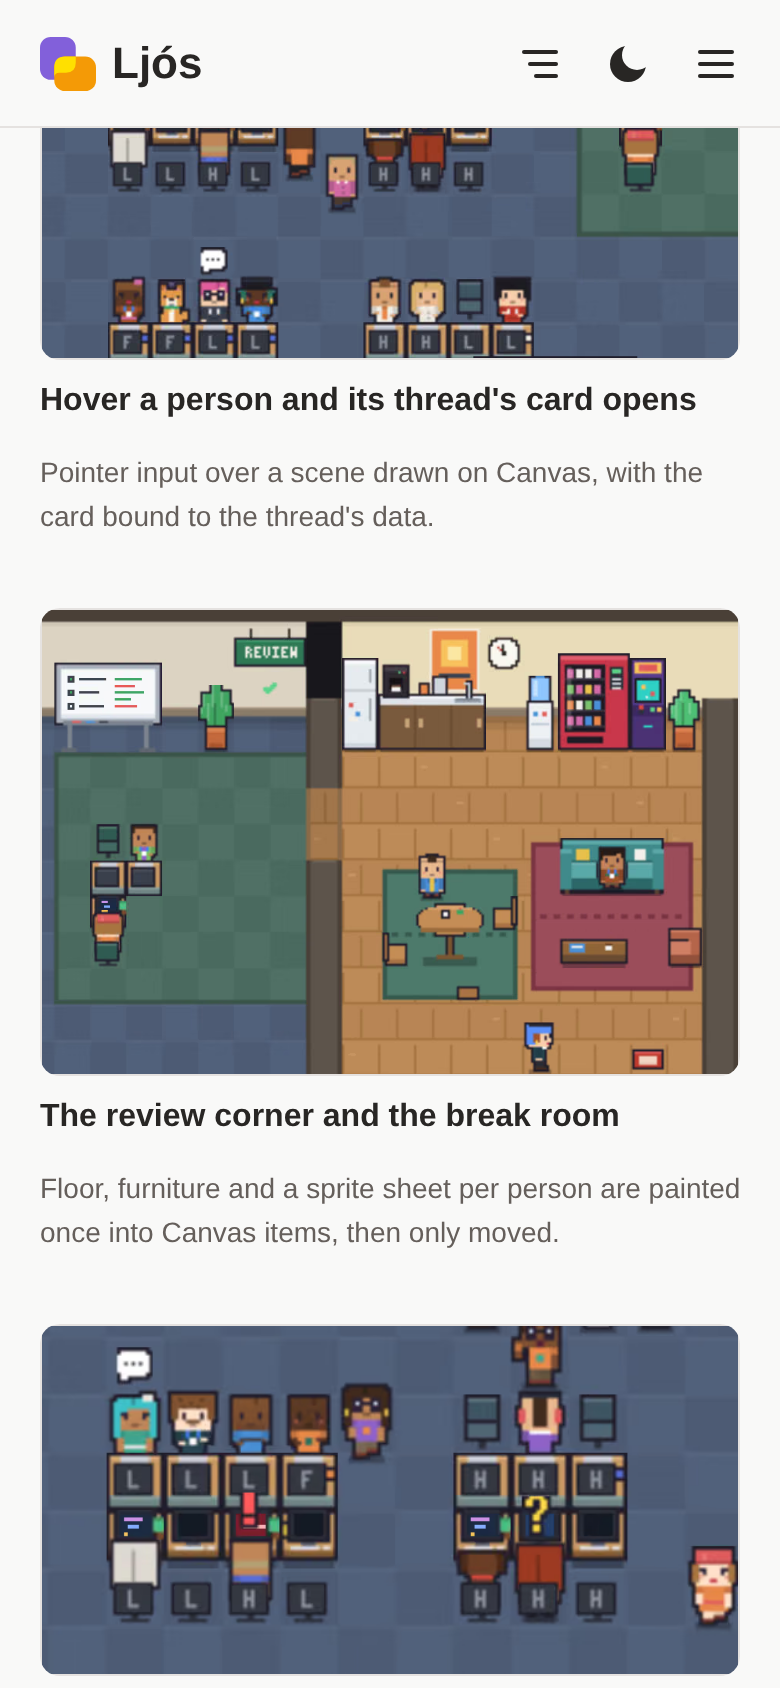 Ljós
L L H L H H H
F F L L H H L L
Hover a person and its thread's card opens
Pointer input over a scene drawn on Canvas, with the
card bound to the thread's data.
REVIEW
The review corner and the break room
Floor, furniture and a sprite sheet per person are painted
once into Canvas items, then only moved.
L L L F H H H
! ?
L L H L H H H